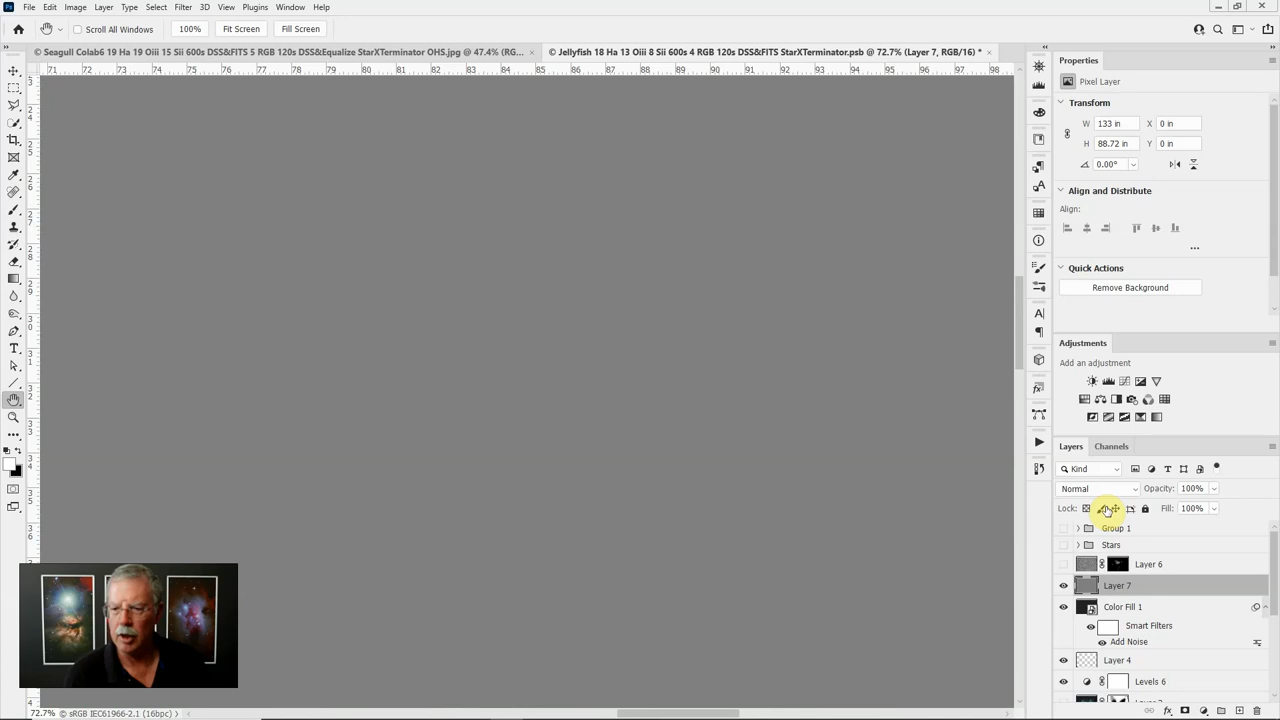 Ps File Edit Image Layer Type Select Filter 3D View Plugins Window Help
Scroll All Windows 100% Fit Screen Fill Screen
© Seagull Colab6 19 Ha 19 Oiii 15 Sii 600s DSS&FITS 5 RGB 120s DSS&Equalize StarXTerminator OHS.jpg @ 47.4% (RG... × © Jellyfish 18 Ha 13 Oiii 8 Sii 600s 4 RGB 120s DSS&FITS StarXTerminator.psb @ 72.7% (Layer 7, RGB/16) * ×
71 72 73 74 75 76 77 78 79 80 81 82 83 84 85 86 87 88 89 90 91 92 93 94 95 96 97 98
Properties
Pixel Layer
Transform
W 133 in X 0 in
H 88.72 in Y 0 in
0.00°
Align and Distribute
Align:
...
Quick Actions
Remove Background
Adjustments
Add an adjustment
Layers Channels
Kind
Normal Opacity: 100%
Lock: Fill: 100%
Group 1
Stars
Layer 6
Layer 7
Color Fill 1
Smart Filters
Add Noise
Layer 4
Levels 6
72.7% © sRGB IEC61966-2.1 (16bpc)